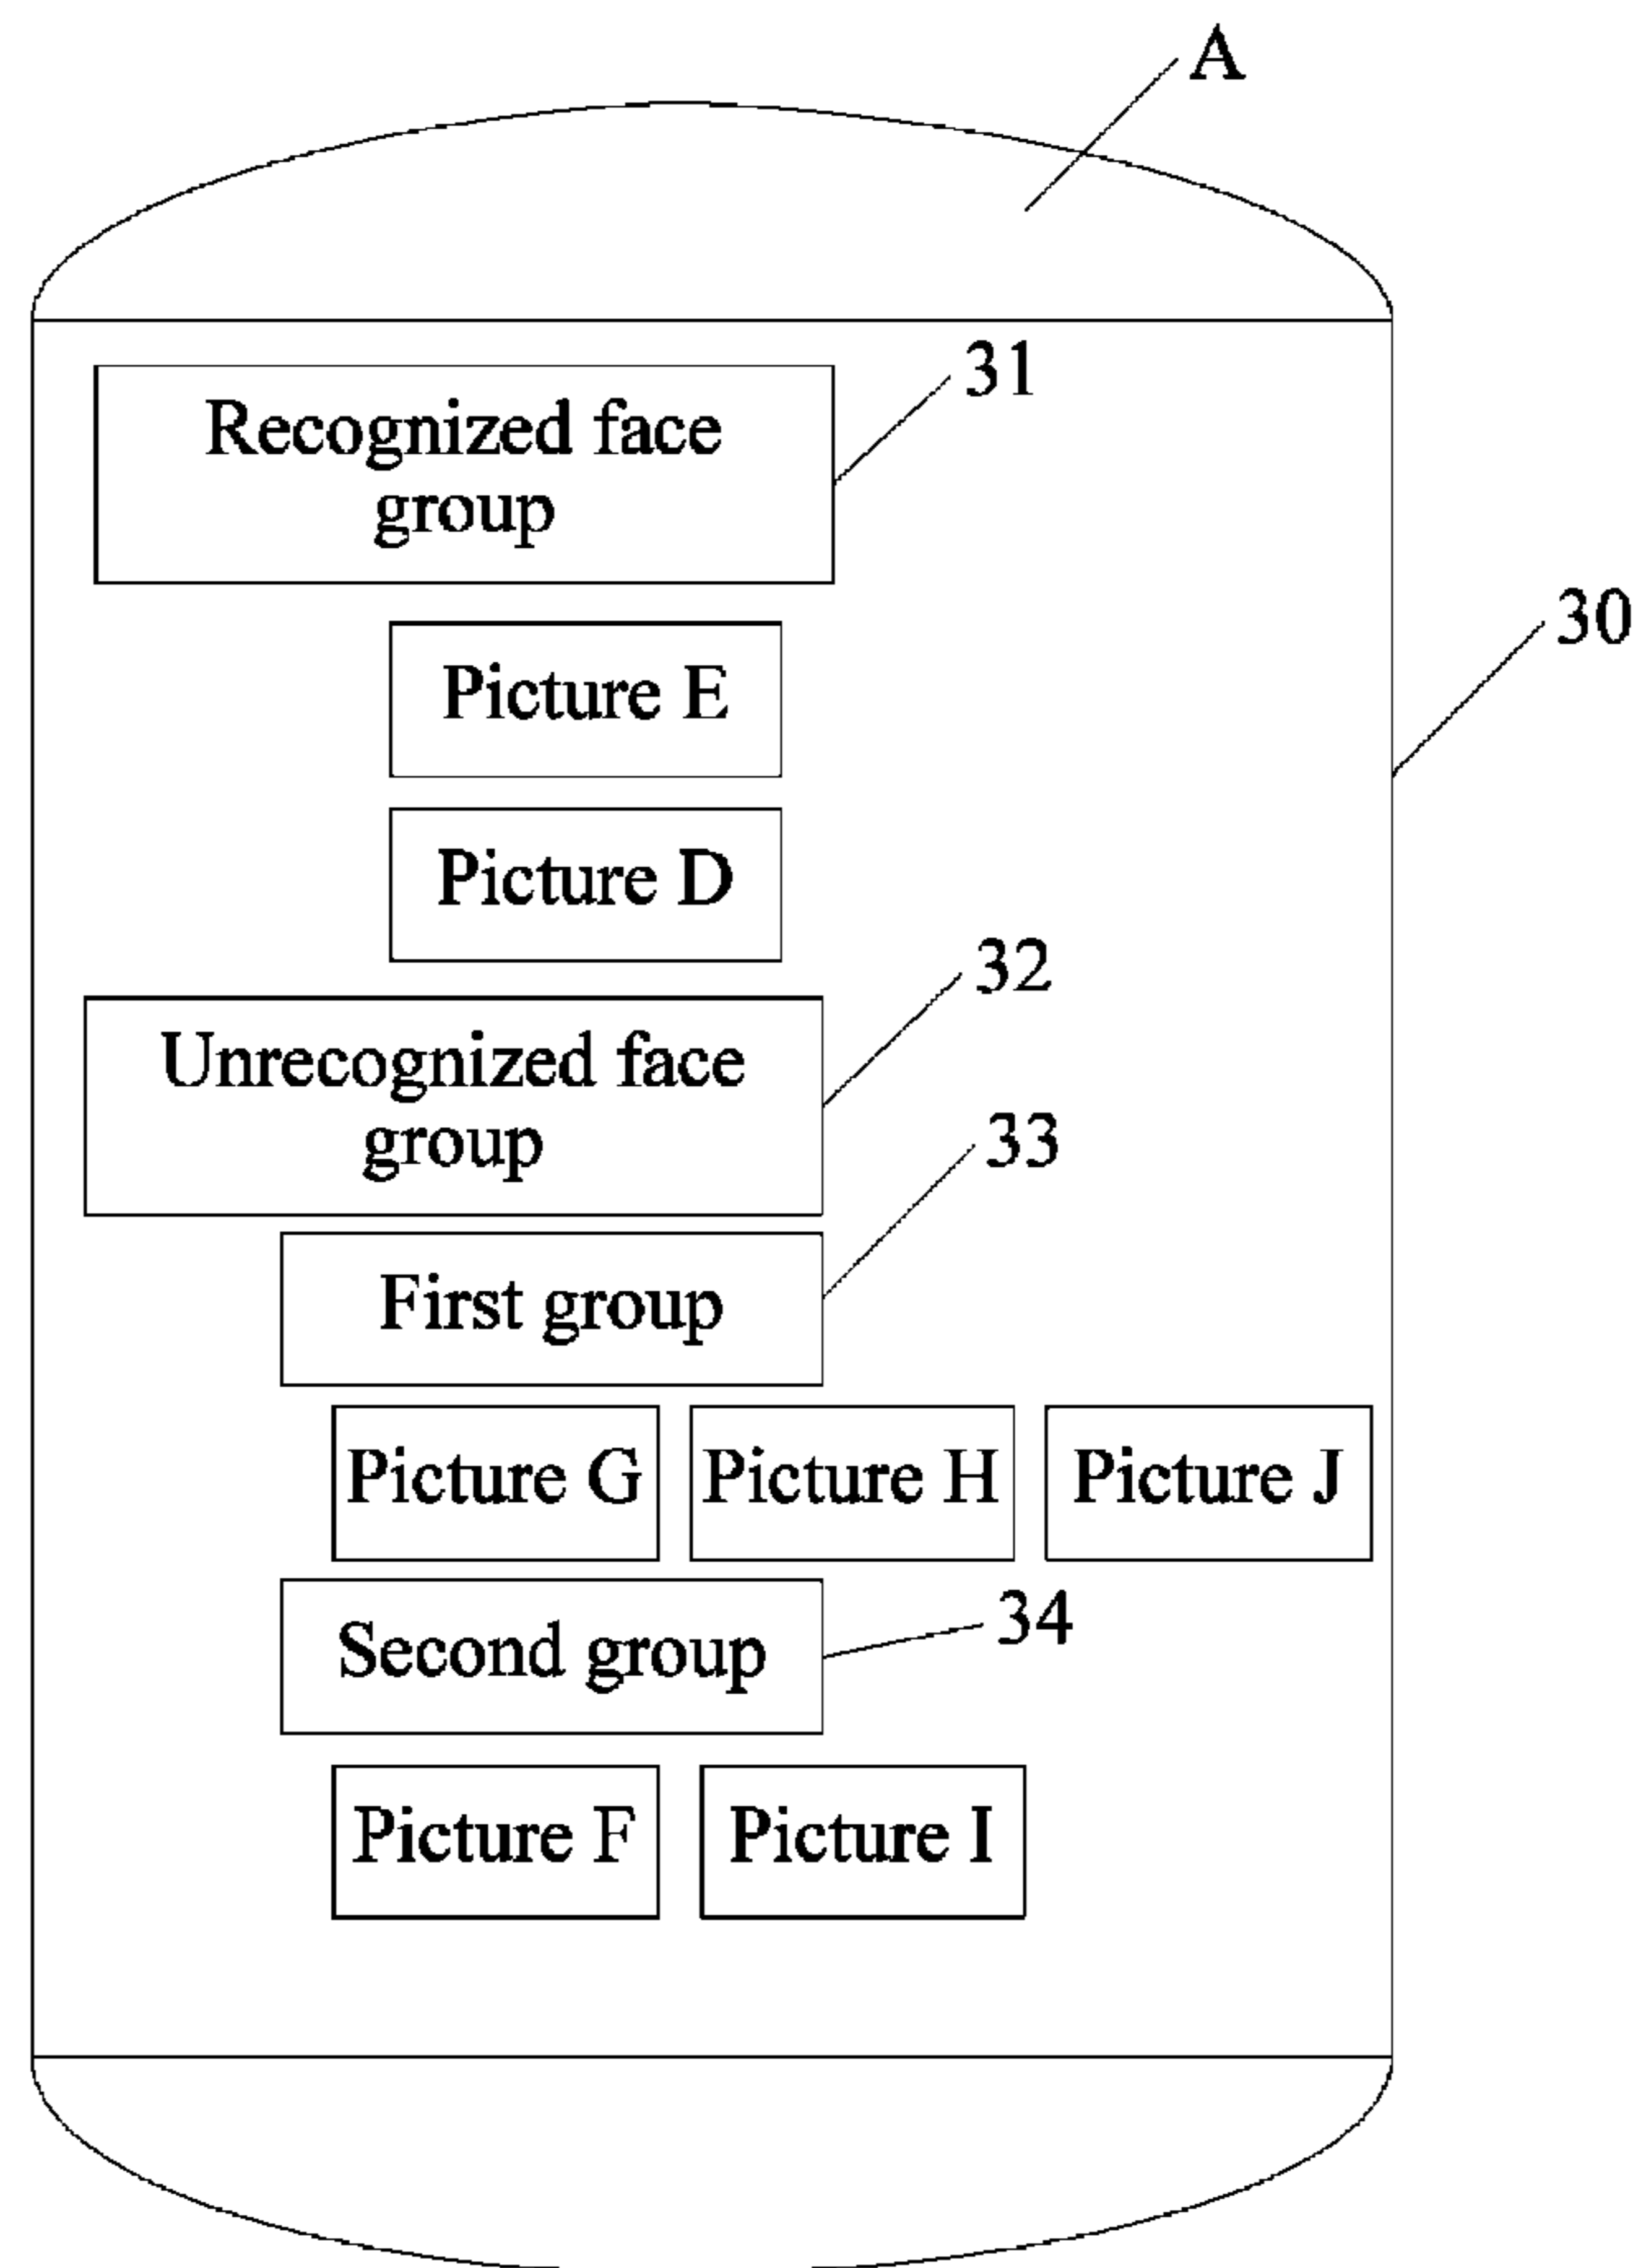 A
31
Recognized face
group
30
Picture E
Picture D
32
Unrecognized face
group
33
First group
Picture G Picture H Picture J
34
Second group
Picture F Picture I